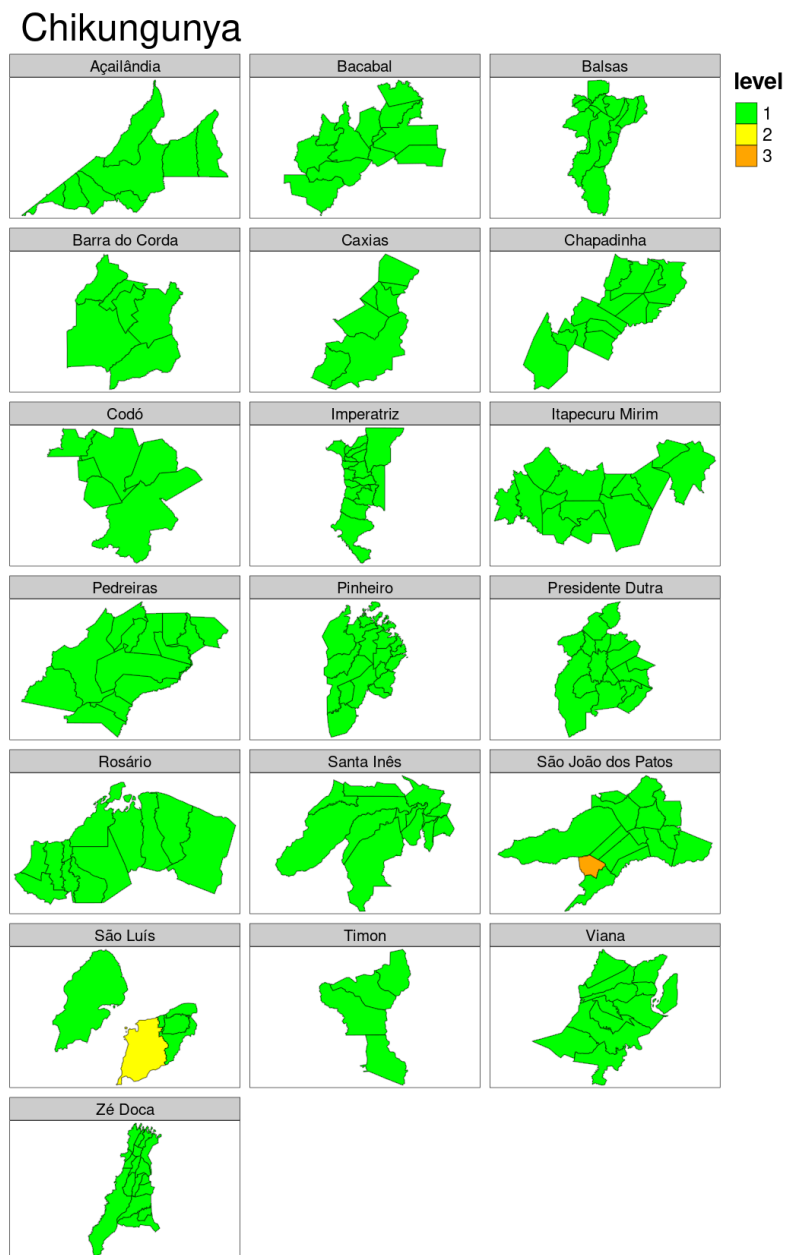 Chikungunya
Açailândia
Bacabal
Balsas
level
1
2
3
Barra do Corda
Caxias
Chapadinha
Codó
Imperatriz
Itapecuru Mirim
Pedreiras
Pinheiro
Presidente Dutra
Rosário
Santa Inês
São João dos Patos
São Luís
Timon
Viana
Zé Doca